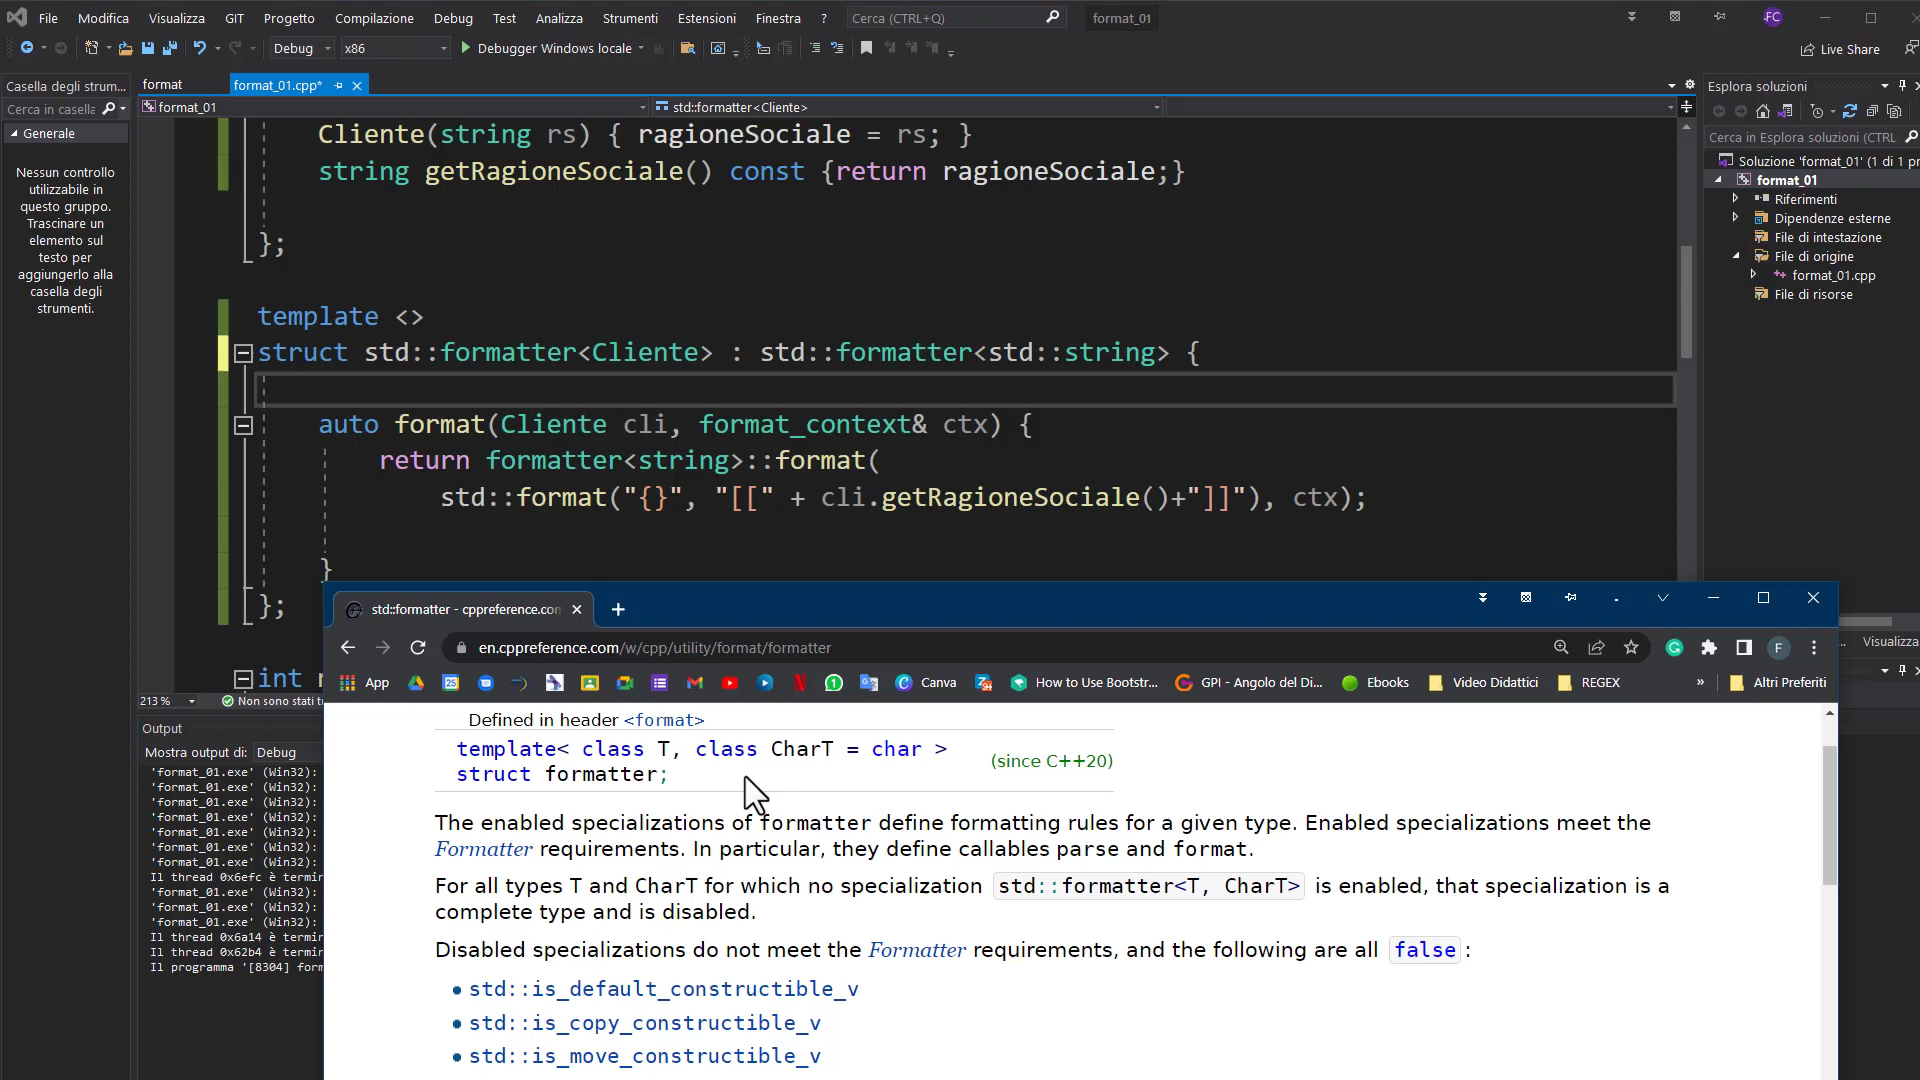 File Modifica Visualizza GIT Progetto Compilazione Debug Test Analizza Strumenti Estensioni Finestra ? Cerca (CTRL+Q) format_01 FC
Debug x86 Debugger Windows locale Live Share
Casella degli strum...
Cerca in casella
Generale
Nessun controllo
utilizzabile in
questo gruppo.
Trascinare un
elemento sul
testo per
aggiungerlo alla
casella degli
strumenti.
format format_01.cpp*
format_01 std::formatter<Cliente>
Cliente(string rs) { ragioneSociale = rs; }
string getRagioneSociale() const {return ragioneSociale;}
};
template <>
struct std::formatter<Cliente> : std::formatter<std::string> {
auto format(Cliente cli, format_context& ctx) {
return formatter<string>::format(
std::format("{}", "[[" + cli.getRagioneSociale()+"]]"), ctx);
}
};
int
213 % Non sono stati
Output
Mostra output di: Debug
'format_01.exe' (Win32):
'format_01.exe' (Win32):
'format_01.exe' (Win32):
'format_01.exe' (Win32):
'format_01.exe' (Win32):
'format_01.exe' (Win32):
'format_01.exe' (Win32):
Il thread 0x6efc è termin
'format_01.exe' (Win32):
'format_01.exe' (Win32):
'format_01.exe' (Win32):
Il thread 0x6a14 è termin
Il thread 0x62b4 è termin
Il programma '[8304] form
Esplora soluzioni
Cerca in Esplora soluzioni (CTRL
Soluzione 'format_01' (1 di 1 pr
format_01
Riferimenti
Dipendenze esterne
File di intestazione
File di origine
format_01.cpp
File di risorse
Visualizza
std::formatter - cppreference.com
en.cppreference.com/w/cpp/utility/format/formatter F
App Canva How to Use Bootstr... GPI - Angolo del Di... Ebooks Video Didattici REGEX » Altri Preferiti
Defined in header <format>
template< class T, class CharT = char >
struct formatter;
(since C++20)
The enabled specializations of formatter define formatting rules for a given type. Enabled specializations meet the
Formatter requirements. In particular, they define callables parse and format.
For all types T and CharT for which no specialization std::formatter<T, CharT> is enabled, that specialization is a
complete type and is disabled.
Disabled specializations do not meet the Formatter requirements, and the following are all false :
std::is_default_constructible_v
std::is_copy_constructible_v
std::is_move_constructible_v